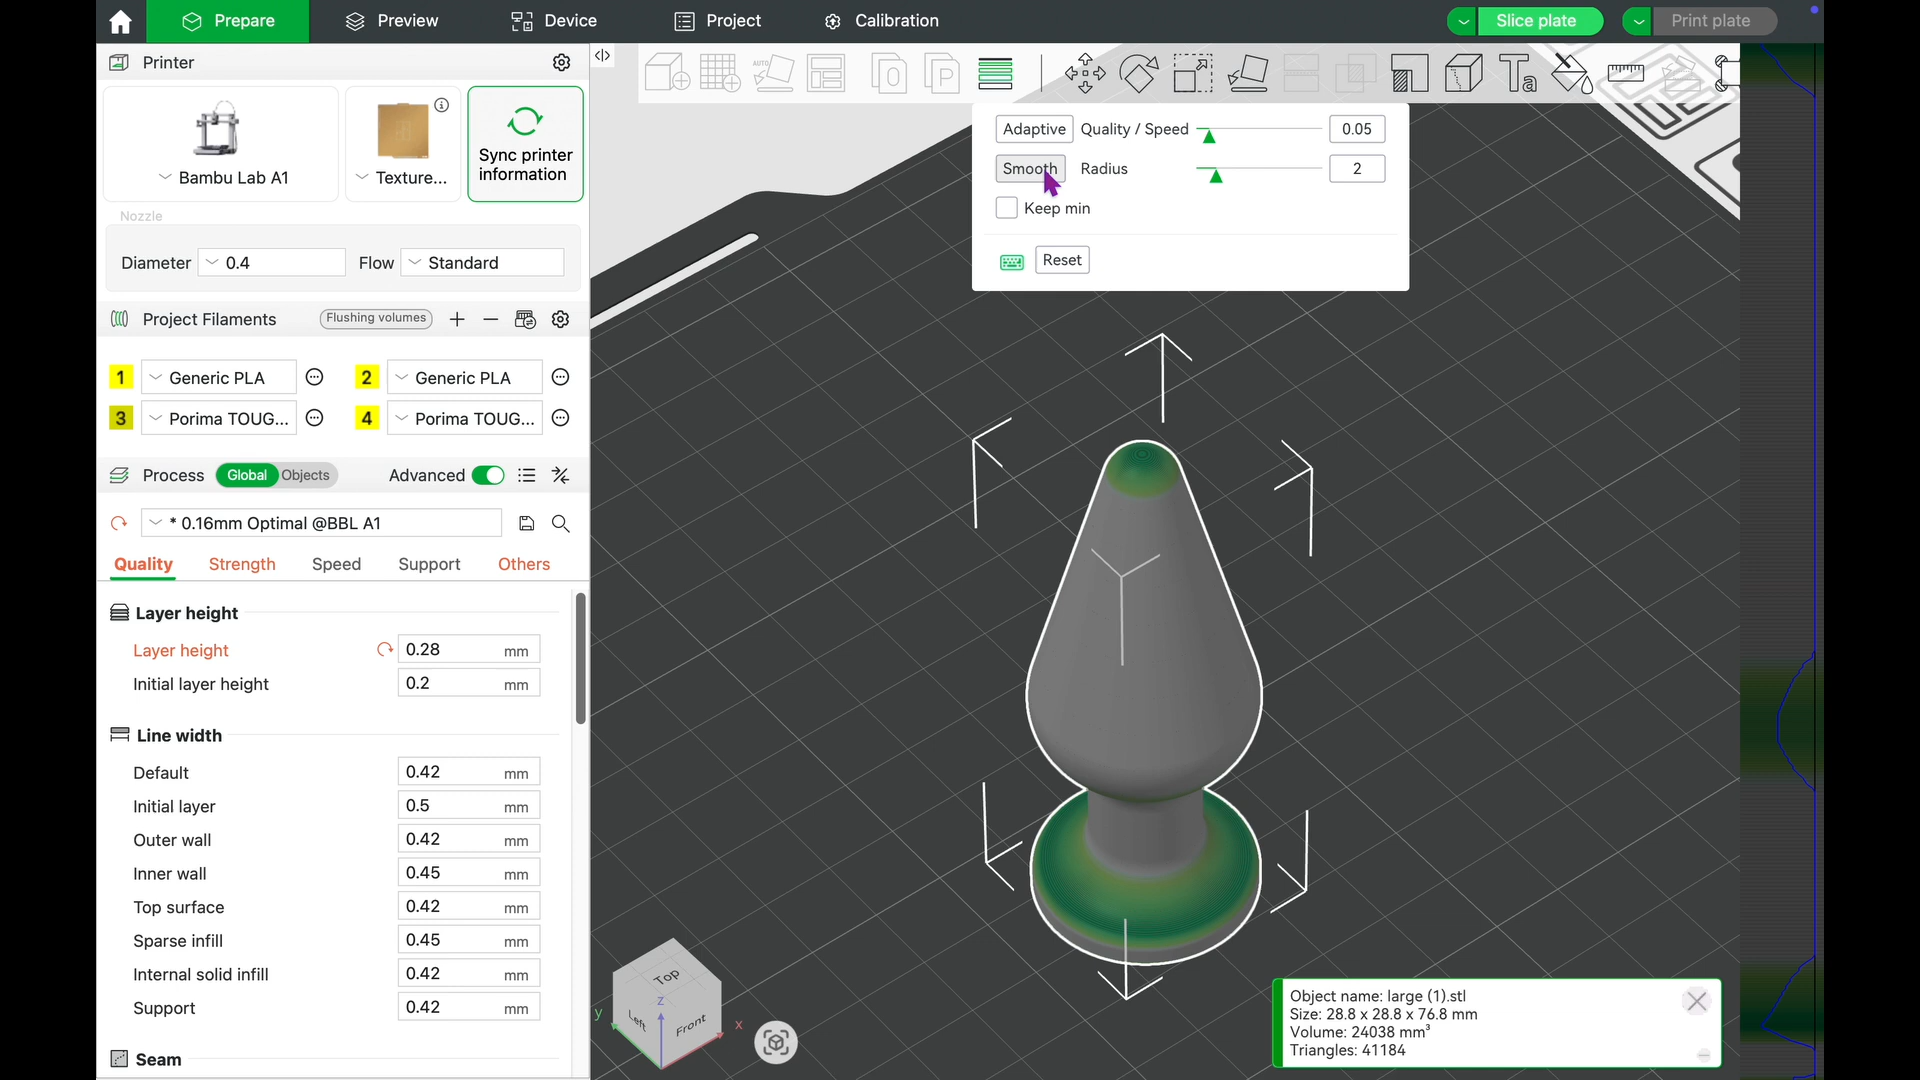 Prepare
Preview
Device
Project
Calibration
Slice plate
Print plate
Printer
Bambu Lab A1
Texture...
Sync printer
information
Nozzle
Diameter
0.4
Flow
Standard
Project Filaments
Flushing volumes
1
Generic PLA
2
Generic PLA
3
Porima TOUG...
4
Porima TOUG...
Process
Global
Objects
Advanced
* 0.16mm Optimal @BBL A1
Quality
Strength
Speed
Support
Others
Layer height
Layer height
0.28
mm
Initial layer height
0.2
mm
Line width
Default
0.42
mm
Initial layer
0.5
mm
Outer wall
0.42
mm
Inner wall
0.45
mm
Top surface
0.42
mm
Sparse infill
0.45
mm
Internal solid infill
0.42
mm
Support
0.42
mm
Seam
AUTO
O
P
Ta
Adaptive
Quality / Speed
0.05
Smooth
Radius
2
Keep min
Reset
Top
Left
Front
z
y
x
Object name: large (1).stl
Size: 28.8 x 28.8 x 76.8 mm
Volume: 24038 mm³
Triangles: 41184